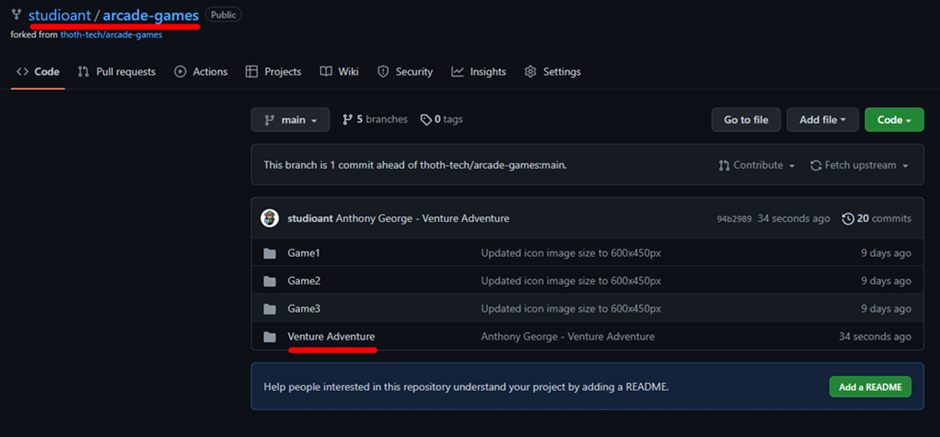 studioant / arcade-games Public
forked from thoth-tech/arcade-games
Code Pull requests Actions Projects Wiki Security Insights Settings
main 5 branches 0 tags Go to file Add file Code
This branch is 1 commit ahead of thoth-tech/arcade-games:main. Contribute Fetch upstream
studioant Anthony George - Venture Adventure 94b2989 34 seconds ago 20 commits
Game1 Updated icon image size to 600x450px 9 days ago
Game2 Updated icon image size to 600x450px 9 days ago
Game3 Updated icon image size to 600x450px 9 days ago
Venture Adventure Anthony George - Venture Adventure 34 seconds ago
Help people interested in this repository understand your project by adding a README. Add a README